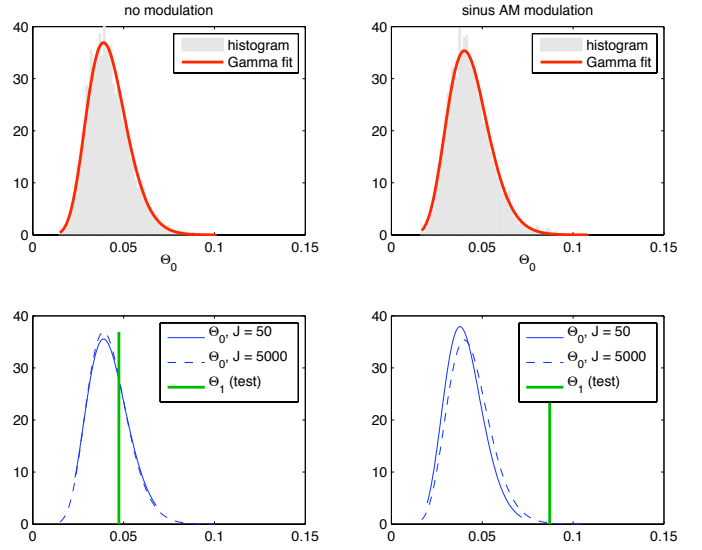 no modulation
sinus AM modulation
40
30
20
10
0
histogram
Gamma fit
0
0.05
0.1
0.15
Θ0
40
30
20
10
0
histogram
Gamma fit
0
0.05
0.1
0.15
Θ0
40
30
20
10
0
Θ0, J = 50
Θ0, J = 5000
Θ1 (test)
0
0.05
0.1
0.15
40
30
20
10
0
Θ0, J = 50
Θ0, J = 5000
Θ1 (test)
0
0.05
0.1
0.15